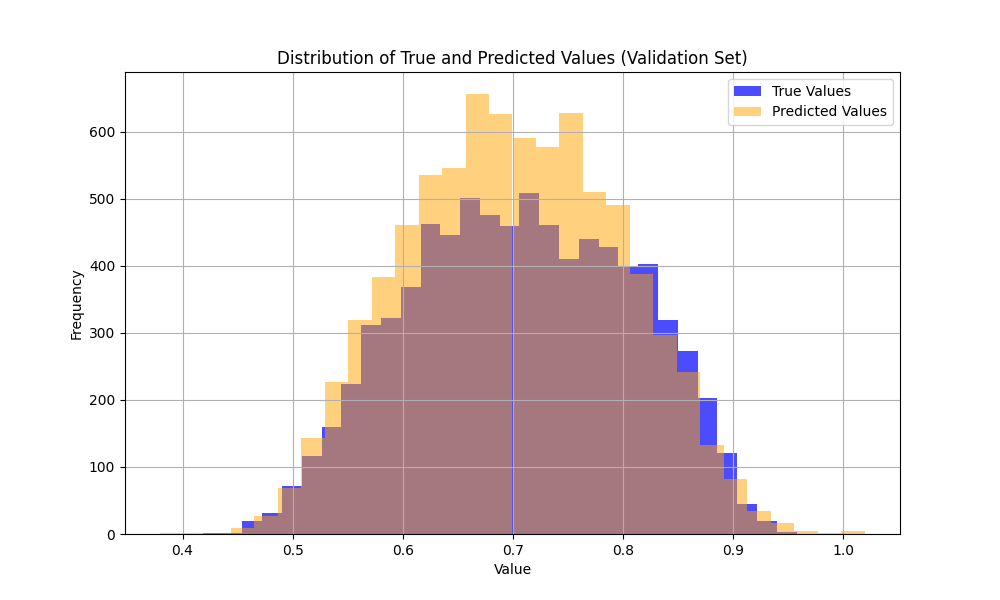 Distribution of True and Predicted Values (Validation Set)
True Values
Predicted Values
600
500
400
300
200
100
0
Frequency
0.4 0.5 0.6 0.7 0.8 0.9 1.0
Value